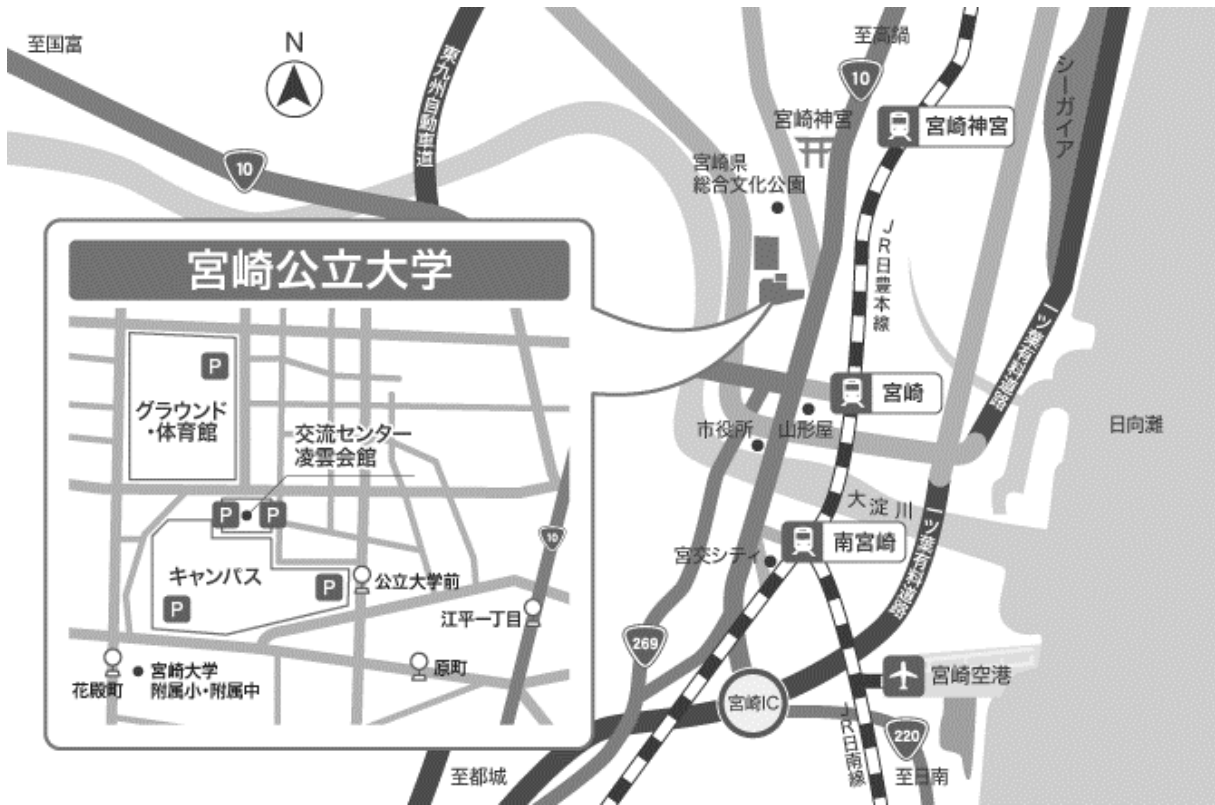 至国富
N
東九州自動車道
10
至高鍋
10
宮崎神宮
宮崎神宮
シーガイア
宮崎県
総合文化公園
JR日豊本線
一ツ葉有料道路
宮崎
市役所
山形屋
日向灘
大淀川
南宮崎
宮交シティ
一ツ葉有料道路
269
宮崎空港
宮崎IC
JR日南線
220
至日南
至都城
宮崎公立大学
P
グラウンド
・体育館
交流センター
凌雲会館
P
P
キャンパス
P
P
公立大学前
10
江平一丁目
花殿町
宮崎大学
附属小・附属中
原町